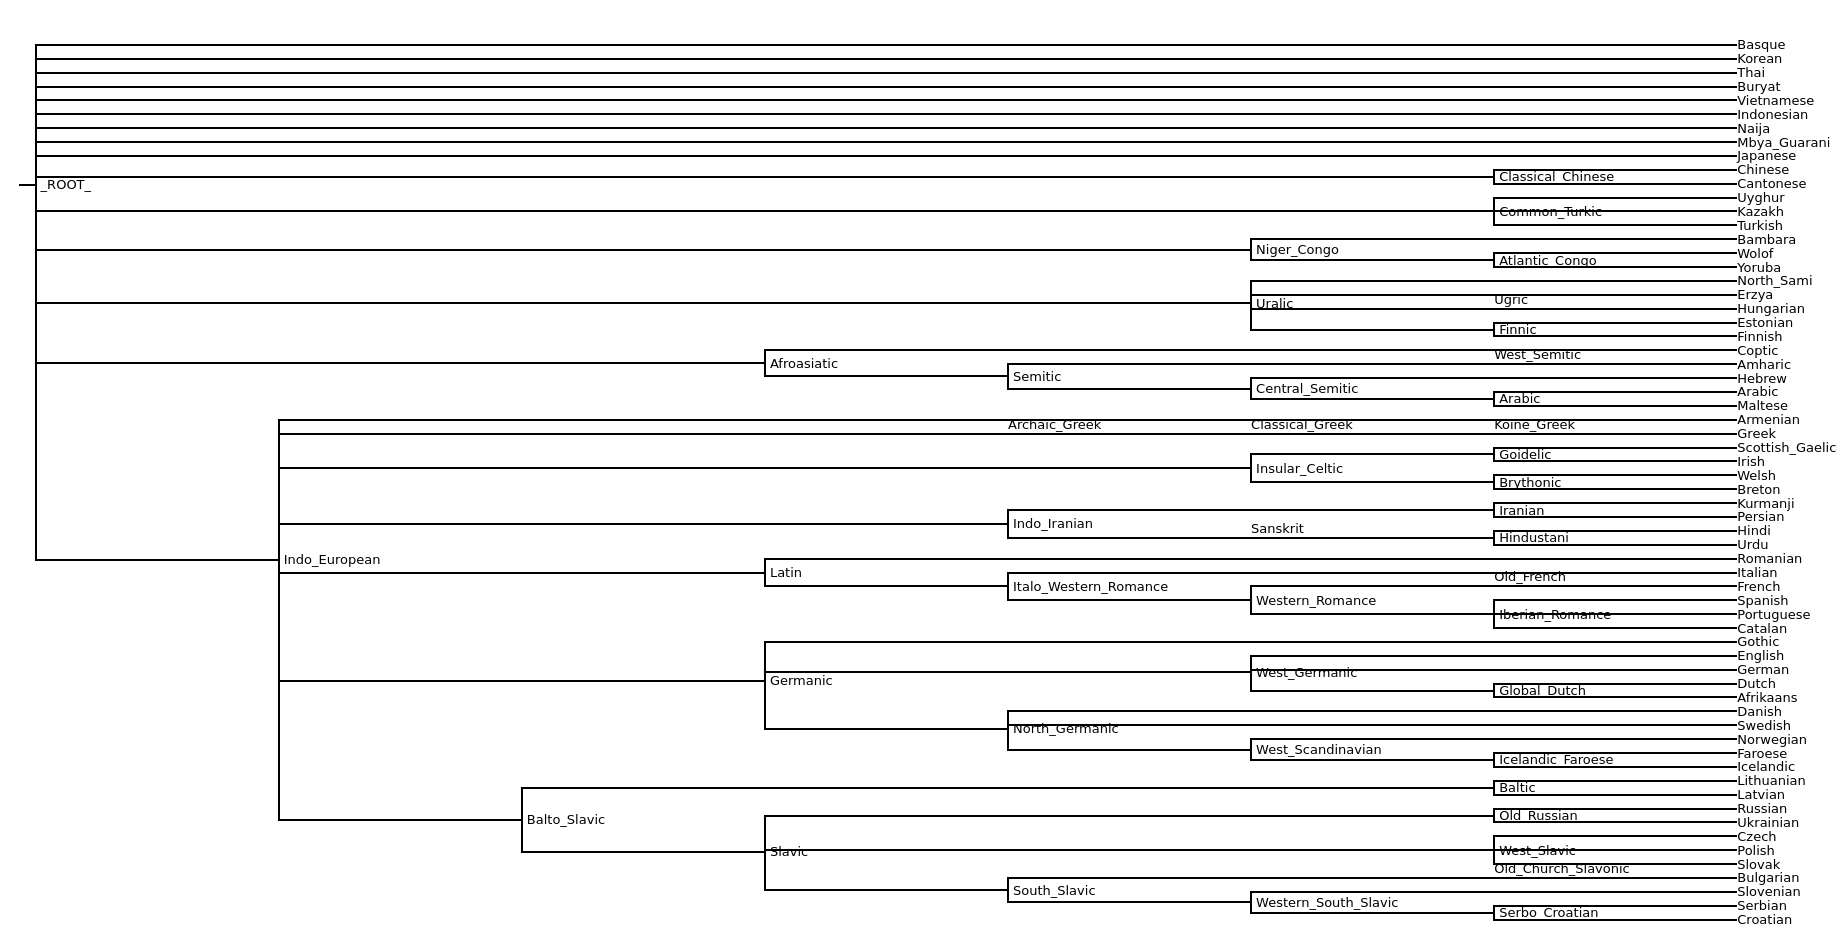 Basque
Korean
Thai
Buryat
Vietnamese
Indonesian
Naija
Mbya_Guarani
Japanese
Chinese
Classical_Chinese
Cantonese
_ROOT_
Uyghur
Common_Turkic Kazakh
Turkish
Bambara
Niger_Congo
Wolof
Atlantic_Congo
Yoruba
North_Sami
Erzya
Ugric
Uralic
Hungarian
Estonian
Finnic
Finnish
Coptic
West_Semitic
Afroasiatic
Amharic
Semitic
Hebrew
Central_Semitic
Arabic
Arabic
Maltese
Armenian
Archaic_Greek Classical_Greek Koine_Greek
Greek
Scottish_Gaelic
Goidelic
Irish
Insular_Celtic
Welsh
Brythonic
Breton
Kurmanji
Iranian
Persian
Indo_Iranian
Sanskrit
Hindi
Hindustani
Urdu
Indo_European
Romanian
Latin
Italian
Old_French
Italo_Western_Romance French
Western_Romance Spanish
Iberian_Romance Portuguese
Catalan
Gothic
English
West_Germanic German
Germanic
Dutch
Global_Dutch
Afrikaans
Danish
North_Germanic Swedish
Norwegian
West_Scandinavian
Faroese
Icelandic_Faroese
Icelandic
Lithuanian
Baltic
Latvian
Russian
Old_Russian
Balto_Slavic
Ukrainian
Czech
Slavic West_Slavic Polish
Slovak
Old_Church_Slavonic
Bulgarian
South_Slavic
Slovenian
Western_South_Slavic
Serbian
Serbo_Croatian
Croatian